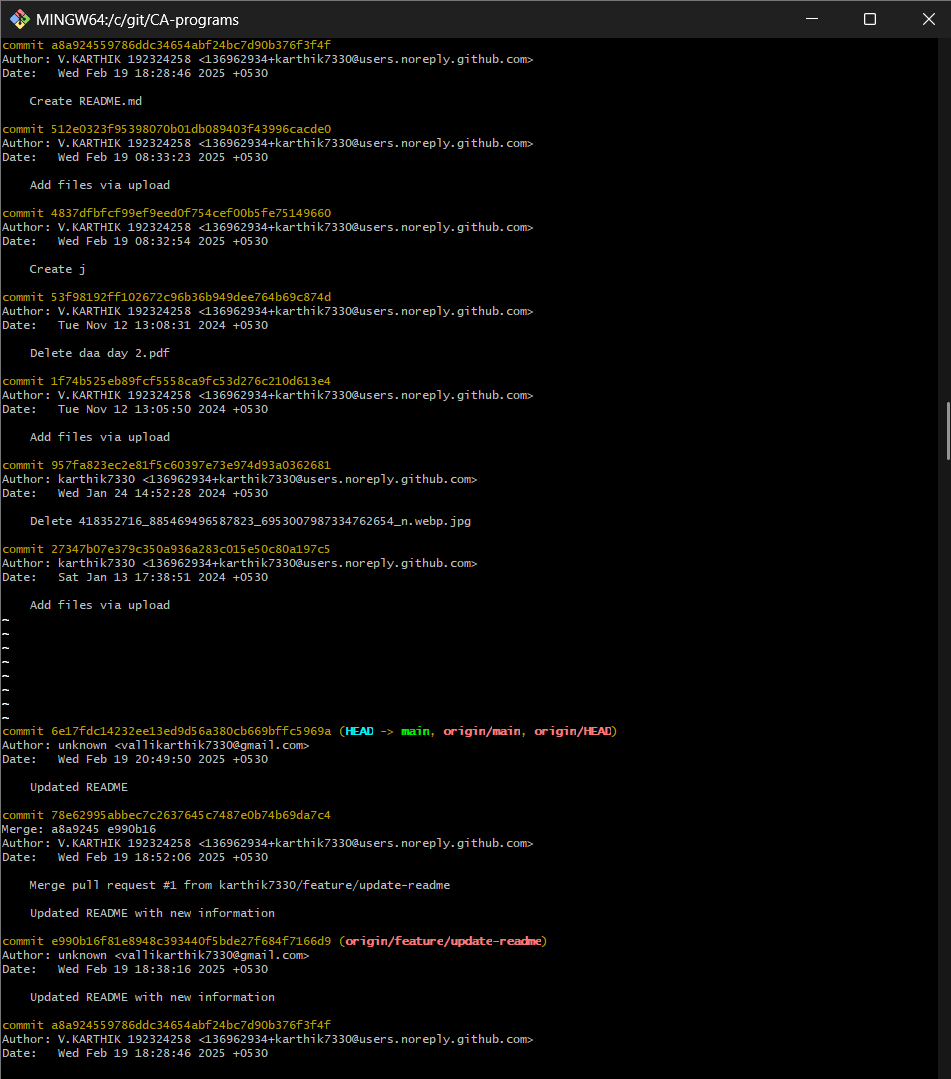 MINGW64:/c/git/CA-programs
commit a8a924559786ddc34654abf24bc7d90b376f3f4f
Author: V.KARTHIK 192324258 <136962934+karthik7330@users.noreply.github.com>
Date:   Wed Feb 19 18:28:46 2025 +0530
    Create README.md
commit 512e0323f95398070b01db089403f43996cacde0
Author: V.KARTHIK 192324258 <136962934+karthik7330@users.noreply.github.com>
Date:   Wed Feb 19 08:33:23 2025 +0530
    Add files via upload
commit 4837dfbfcf99ef9eed0f754cef00b5fe75149660
Author: V.KARTHIK 192324258 <136962934+karthik7330@users.noreply.github.com>
Date:   Wed Feb 19 08:32:54 2025 +0530
    Create j
commit 53f98192ff102672c96b36b949dee764b69c874d
Author: V.KARTHIK 192324258 <136962934+karthik7330@users.noreply.github.com>
Date:   Tue Nov 12 13:08:31 2024 +0530
    Delete daa day 2.pdf
commit 1f74b525eb89fcf5558ca9fc53d276c210d613e4
Author: V.KARTHIK 192324258 <136962934+karthik7330@users.noreply.github.com>
Date:   Tue Nov 12 13:05:50 2024 +0530
    Add files via upload
commit 957fa823ec2e81f5c60397e73e974d93a0362681
Author: karthik7330 <136962934+karthik7330@users.noreply.github.com>
Date:   Wed Jan 24 14:52:28 2024 +0530
    Delete 418352716_885469496587823_6953007987334762654_n.webp.jpg
commit 27347b07e379c350a936a283c015e50c80a197c5
Author: karthik7330 <136962934+karthik7330@users.noreply.github.com>
Date:   Sat Jan 13 17:38:51 2024 +0530
    Add files via upload
~
~
~
~
~
~
~
~
commit 6e17fdc14232ee13ed9d56a380cb669bffc5969a (HEAD -> main, origin/main, origin/HEAD)
Author: unknown <vallikarthik7330@gmail.com>
Date:   Wed Feb 19 20:49:50 2025 +0530
    Updated README
commit 78e62995abbec7c2637645c7487e0b74b69da7c4
Merge: a8a9245 e990b16
Author: V.KARTHIK 192324258 <136962934+karthik7330@users.noreply.github.com>
Date:   Wed Feb 19 18:52:06 2025 +0530
    Merge pull request #1 from karthik7330/feature/update-readme
    Updated README with new information
commit e990b16f81e8948c393440f5bde27f684f7166d9 (origin/feature/update-readme)
Author: unknown <vallikarthik7330@gmail.com>
Date:   Wed Feb 19 18:38:16 2025 +0530
    Updated README with new information
commit a8a924559786ddc34654abf24bc7d90b376f3f4f
Author: V.KARTHIK 192324258 <136962934+karthik7330@users.noreply.github.com>
Date:   Wed Feb 19 18:28:46 2025 +0530